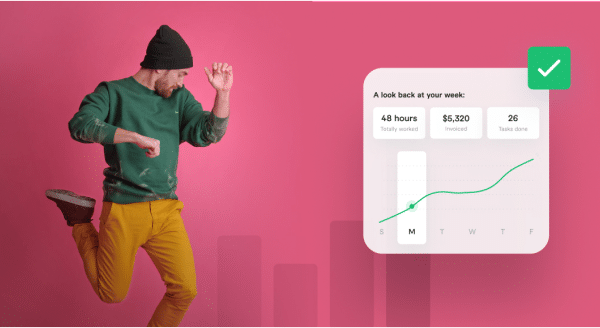 A look back at your week:
48 hours $5,320 26
Totally worked Invoiced Tasks done
S M T W T F